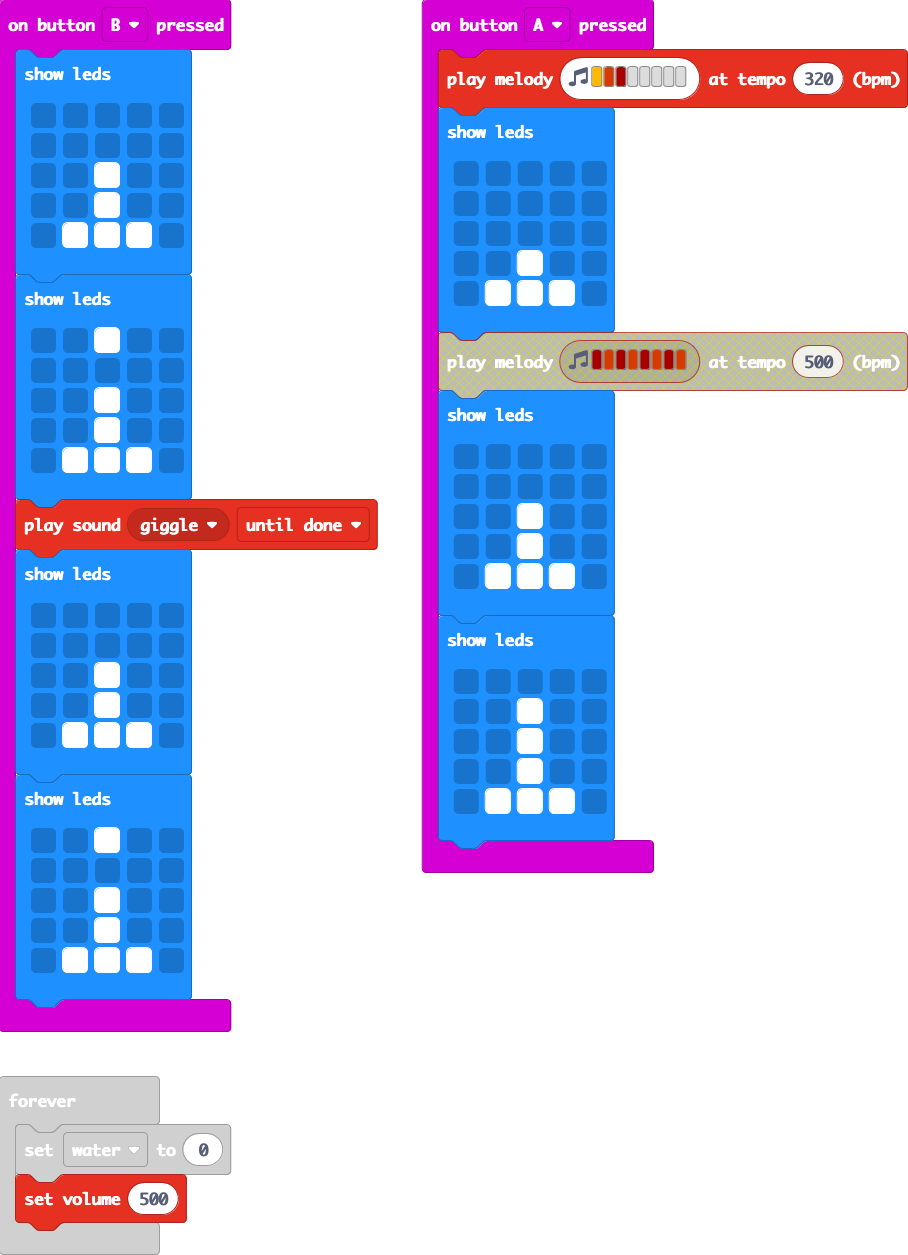 on button B pressed
show leds
show leds
play sound giggle until done
show leds
show leds
forever
set water to 0
set volume 500
on button A pressed
play melody at tempo 320 (bpm)
show leds
play melody at tempo 500 (bpm)
show leds
show leds